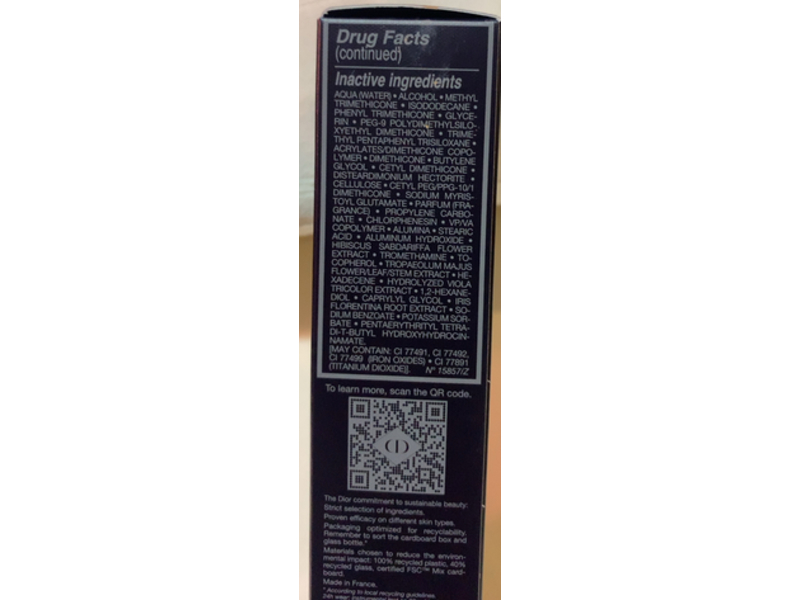 Drug Facts
(continued)
Inactive ingredients
AQUA (WATER) • ALCOHOL • METHYL
TRIMETHICONE • ISODODECANE •
PHENYL TRIMETHICONE • GLYCE-
RIN • PEG-9 POLYDIMETHYLSILO-
XYETHYL DIMETHICONE • TRIME-
THYL PENTAPHENYL TRISILOXANE •
ACRYLATES/DIMETHICONE COPO-
LYMER • DIMETHICONE • BUTYLENE
GLYCOL • CETYL DIMETHICONE •
DISTEARDIMONIUM HECTORITE •
CELLULOSE • CETYL PEG/PPG-10/1
DIMETHICONE • SODIUM MYRIS-
TOYL GLUTAMATE • PARFUM (FRA-
GRANCE) • PROPYLENE CARBO-
NATE • CHLORPHENESIN • VP/VA
COPOLYMER • ALUMINA • STEARIC
ACID • ALUMINUM HYDROXIDE •
HIBISCUS SABDARIFFA FLOWER
EXTRACT • TROMETHAMINE • TO-
COPHEROL • TROPAEOLUM MAJUS
FLOWER/LEAF/STEM EXTRACT • HE-
XADECENE • HYDROLYZED VIOLA
TRICOLOR EXTRACT • 1,2-HEXANE-
DIOL • CAPRYLYL GLYCOL • IRIS
FLORENTINA ROOT EXTRACT • SO-
DIUM BENZOATE • POTASSIUM SOR-
BATE • PENTAERYTHRITYL TETRA-
DI-T-BUTYL HYDROXYHYDROCIN-
NAMATE.
[MAY CONTAIN: CI 77491, CI 77492,
CI 77499 (IRON OXIDES) • CI 77891
(TITANIUM DIOXIDE)]. N° 15857/Z
To learn more, scan the QR code.
CD
The Dior commitment to sustainable beauty:
Strict selection of ingredients.
Proven efficacy on different skin types.
Packaging optimized for recyclability.
Remember to sort the cardboard box and
glass bottle.*
Materials chosen to reduce the environ-
mental impact: 100% recycled plastic, 40%
recycled glass, certified FSC™ Mix card-
board.
Made in France.
* According to local recycling guidelines